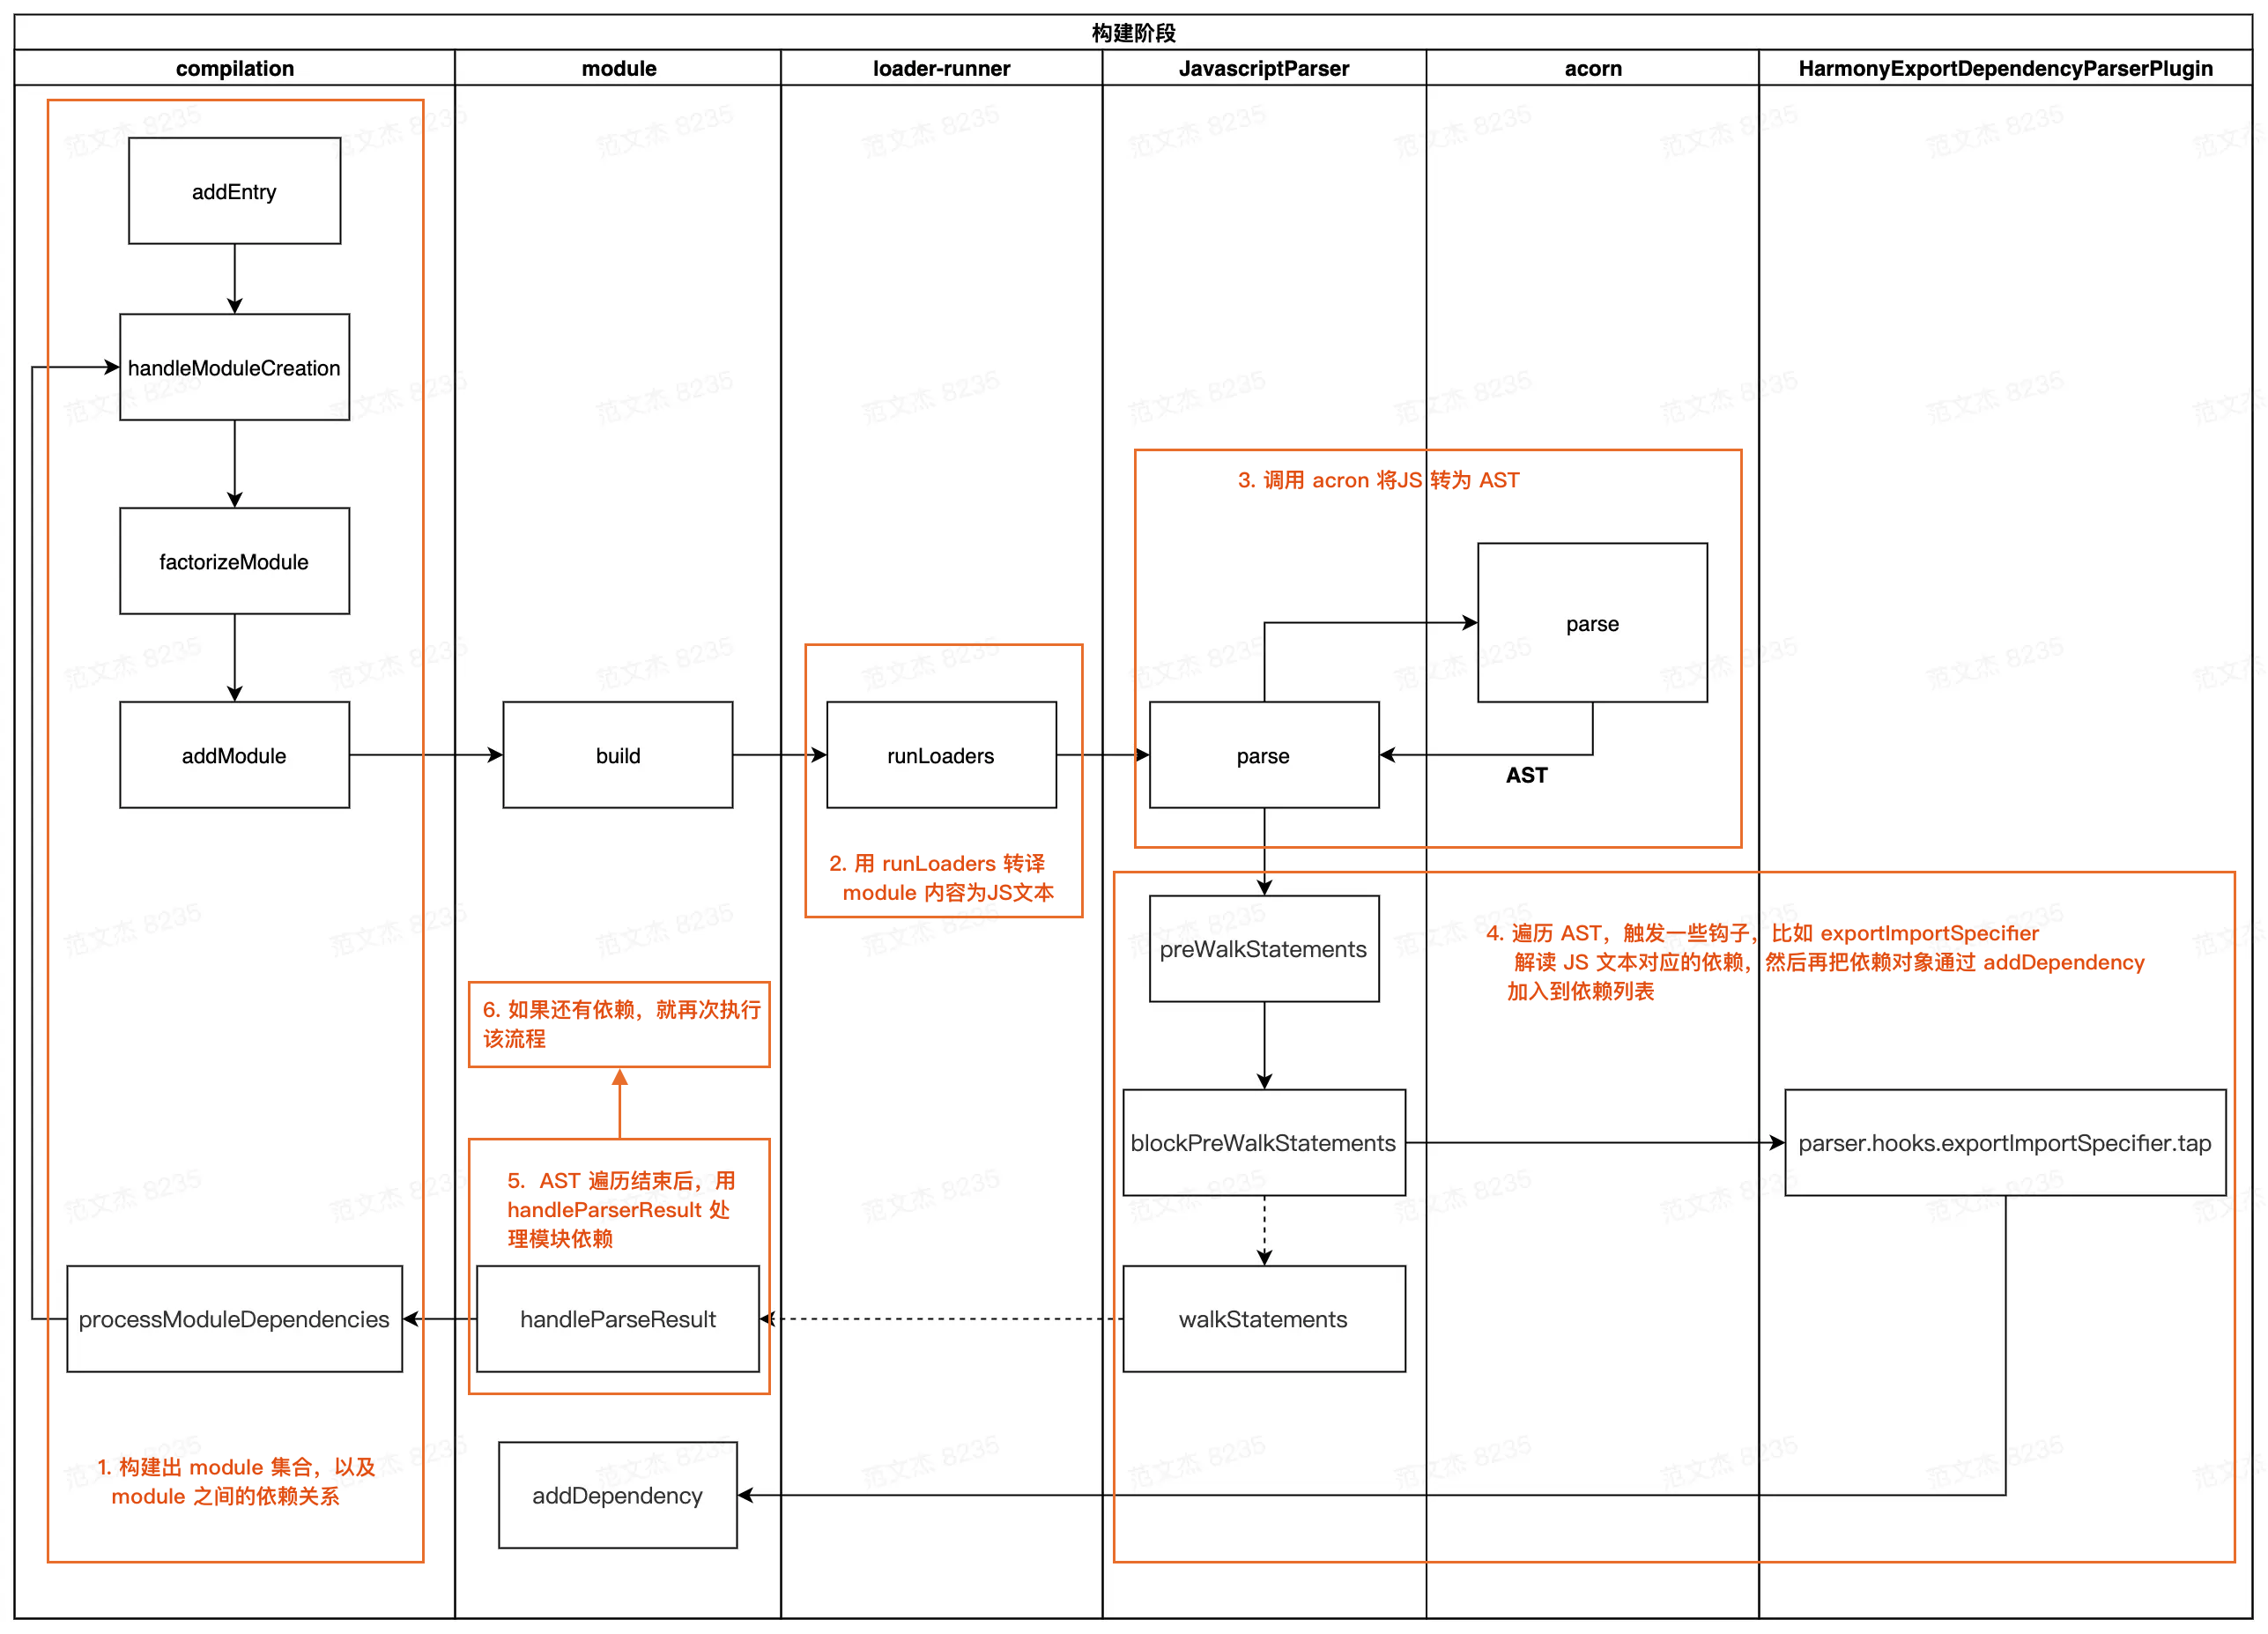 构建阶段
compilation
module
loader-runner
JavascriptParser
acorn
HarmonyExportDependencyParserPlugin
addEntry
handleModuleCreation
factorizeModule
addModule
build
runLoaders
2. 用 runLoaders 转译
module 内容为JS文本
3. 调用 acron 将JS 转为 AST
parse
parse
AST
preWalkStatements
4. 遍历 AST，触发一些钩子，比如 exportImportSpecifier
解读 JS 文本对应的依赖，然后再把依赖对象通过 addDependency
加入到依赖列表
6. 如果还有依赖，就再次执行
该流程
blockPreWalkStatements
parser.hooks.exportImportSpecifier.tap
5. AST 遍历结束后，用
handleParserResult 处
理模块依赖
processModuleDependencies
handleParseResult
walkStatements
1. 构建出 module 集合，以及
module 之间的依赖关系
addDependency
范文杰 8235